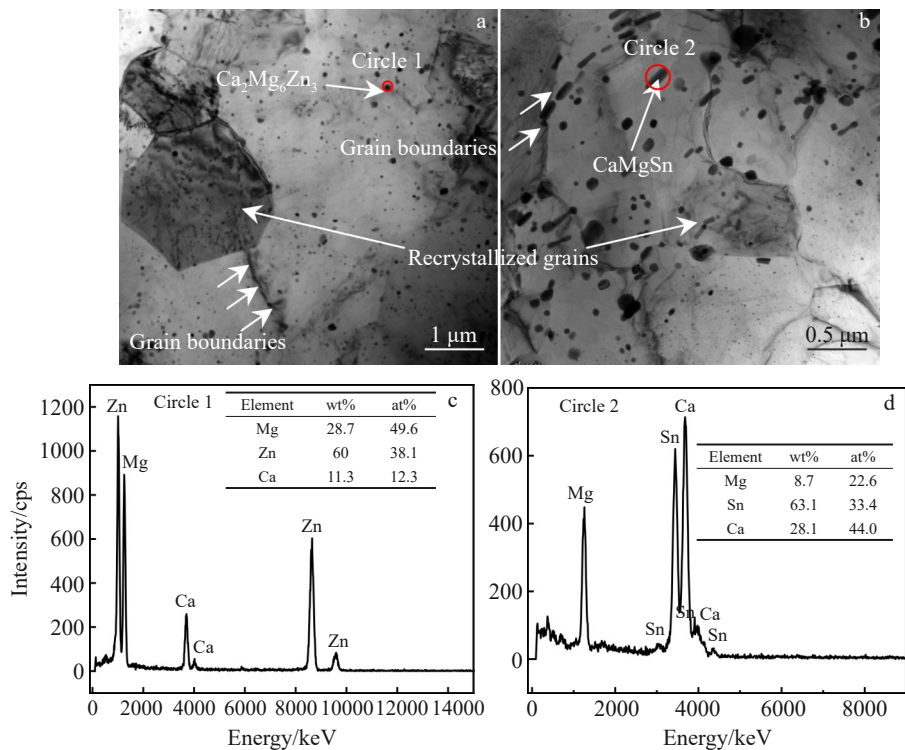 a
Circle 1
Ca₂Mg₆Zn₃
Grain boundaries
Recrystallized grains
Grain boundaries
1 μm
b
Circle 2
CaMgSn
0.5 μm
c
Circle 1
Element wt% at%
Mg 28.7 49.6
Zn 60 38.1
Ca 11.3 12.3
Zn
Mg
Ca
Ca
Zn
Zn
1200
1000
800
600
400
200
0
Intensity/cps
0 2000 4000 6000 8000 10000 12000 14000
Energy/keV
d
Circle 2
Element wt% at%
Mg 8.7 22.6
Sn 63.1 33.4
Ca 28.1 44.0
Mg
Sn
Ca
Sn
Sn
Ca
Sn
800
600
400
200
0
0 2000 4000 6000 8000
Energy/keV